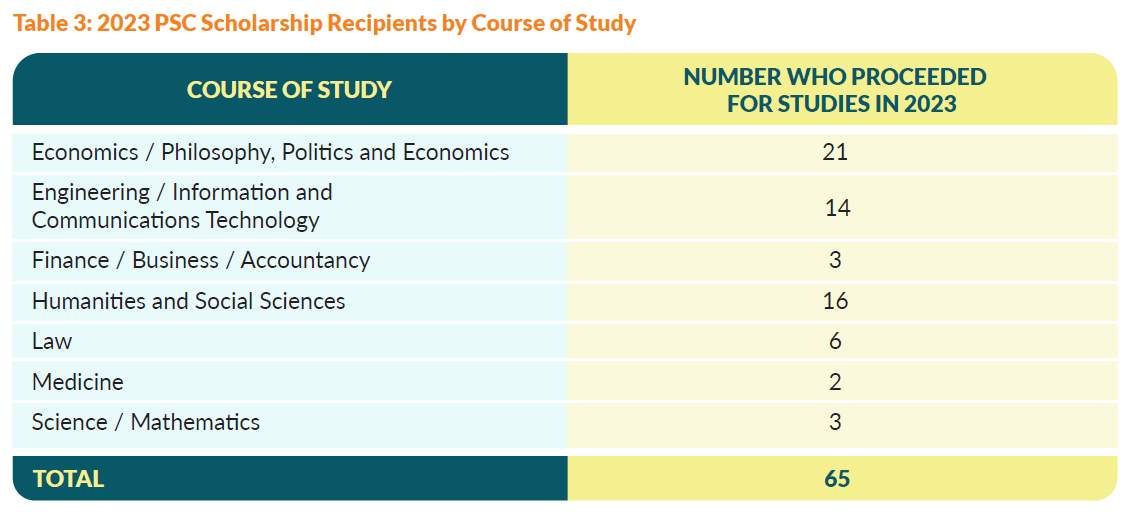 Table 3: 2023 PSC Scholarship Recipients by Course of Study
COURSE OF STUDY
NUMBER WHO PROCEEDED
FOR STUDIES IN 2023
Economics / Philosophy, Politics and Economics
21
Engineering / Information and
Communications Technology
14
Finance / Business / Accountancy
3
Humanities and Social Sciences
16
Law
6
Medicine
2
Science / Mathematics
3
TOTAL
65